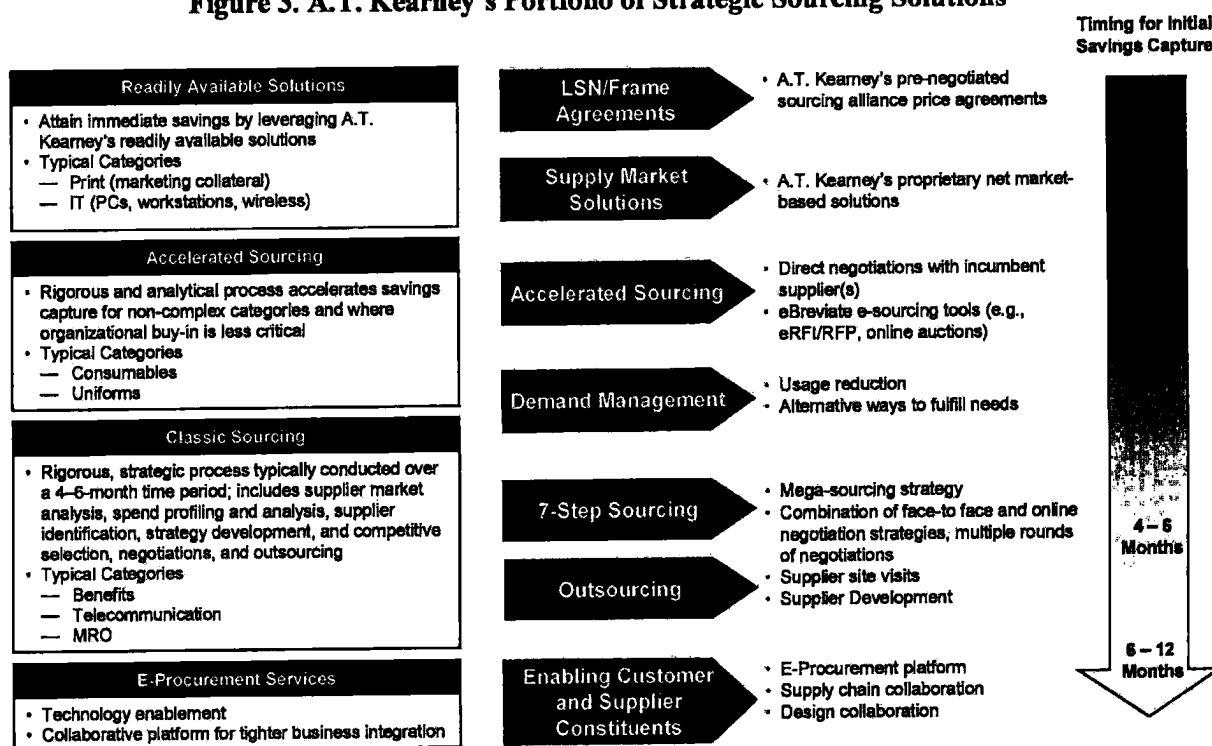 Figure 3. A.T. Kearney's Portfolio of Strategic Sourcing Solutions
Timing for Initial
Savings Capture
Readily Available Solutions
• Attain immediate savings by leveraging A.T.
Kearney's readily available solutions
• Typical Categories
— Print (marketing collateral)
— IT (PCs, workstations, wireless)
Accelerated Sourcing
• Rigorous and analytical process accelerates savings
capture for non-complex categories and where
organizational buy-in is less critical
• Typical Categories
— Consumables
— Uniforms
Classic Sourcing
• Rigorous, strategic process typically conducted over
a 4–6-month time period; includes supplier market
analysis, spend profiling and analysis, supplier
identification, strategy development, and competitive
selection, negotiations, and outsourcing
• Typical Categories
— Benefits
— Telecommunication
— MRO
E-Procurement Services
• Technology enablement
• Collaborative platform for tighter business integration
LSN/Frame
Agreements
• A.T. Kearney's pre-negotiated
sourcing alliance price agreements
Supply Market
Solutions
• A.T. Kearney's proprietary net market-
based solutions
Accelerated Sourcing
• Direct negotiations with incumbent
supplier(s)
• eBreviate e-sourcing tools (e.g.,
eRFI/RFP, online auctions)
Demand Management
• Usage reduction
• Alternative ways to fulfill needs
7-Step Sourcing
• Mega-sourcing strategy
• Combination of face-to face and online
negotiation strategies, multiple rounds
of negotiations
Outsourcing
• Supplier site visits
• Supplier Development
Enabling Customer
and Supplier
Constituents
• E-Procurement platform
• Supply chain collaboration
• Design collaboration
4 – 6
Months
6 – 12
Months